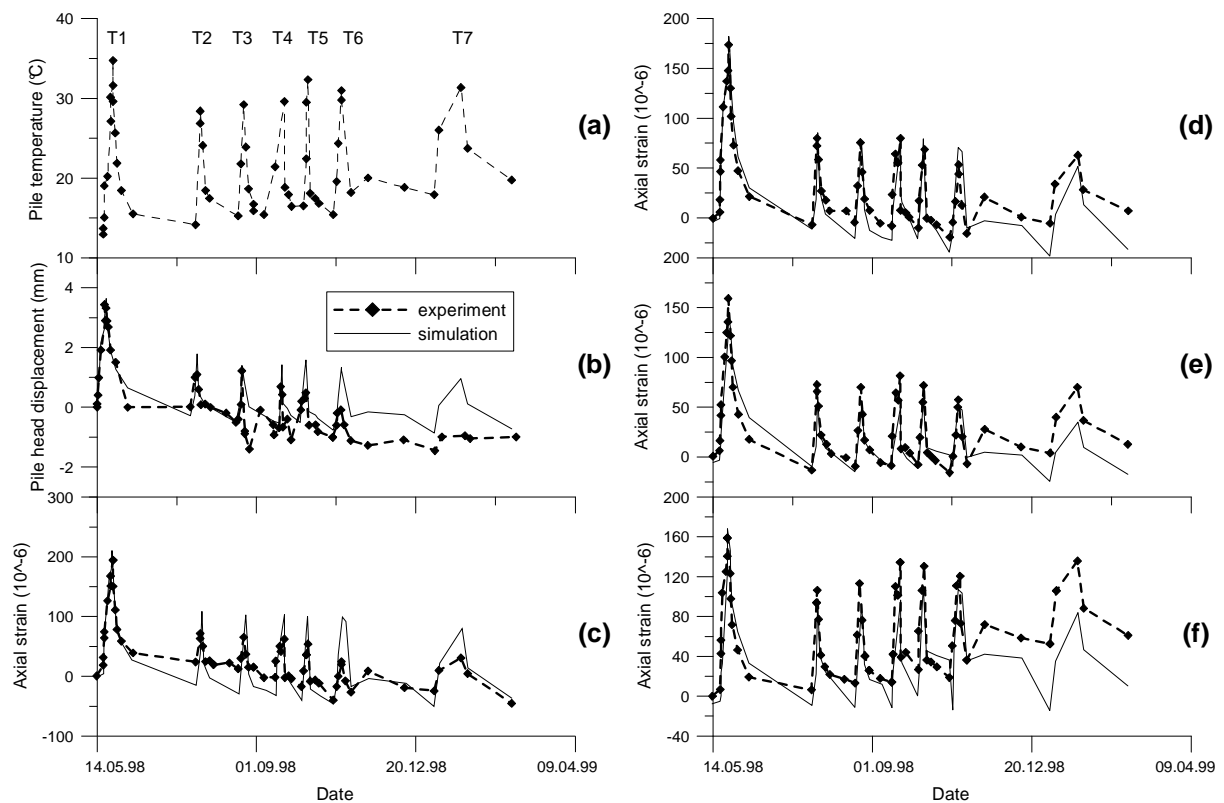 40
30
20
10
Pile temperature (°C)
T1 T2 T3 T4 T5 T6 T7
(a)
4
2
0
-2
Pile head displacement (mm)
experiment
simulation
(b)
300
200
100
0
-100
Axial strain (10^-6)
(c)
14.05.98 01.09.98 20.12.98 09.04.99
Date
200
150
100
50
0
Axial strain (10^-6)
(d)
200
150
100
50
0
Axial strain (10^-6)
(e)
200
160
120
80
40
0
-40
Axial strain (10^-6)
(f)
14.05.98 01.09.98 20.12.98 09.04.99
Date